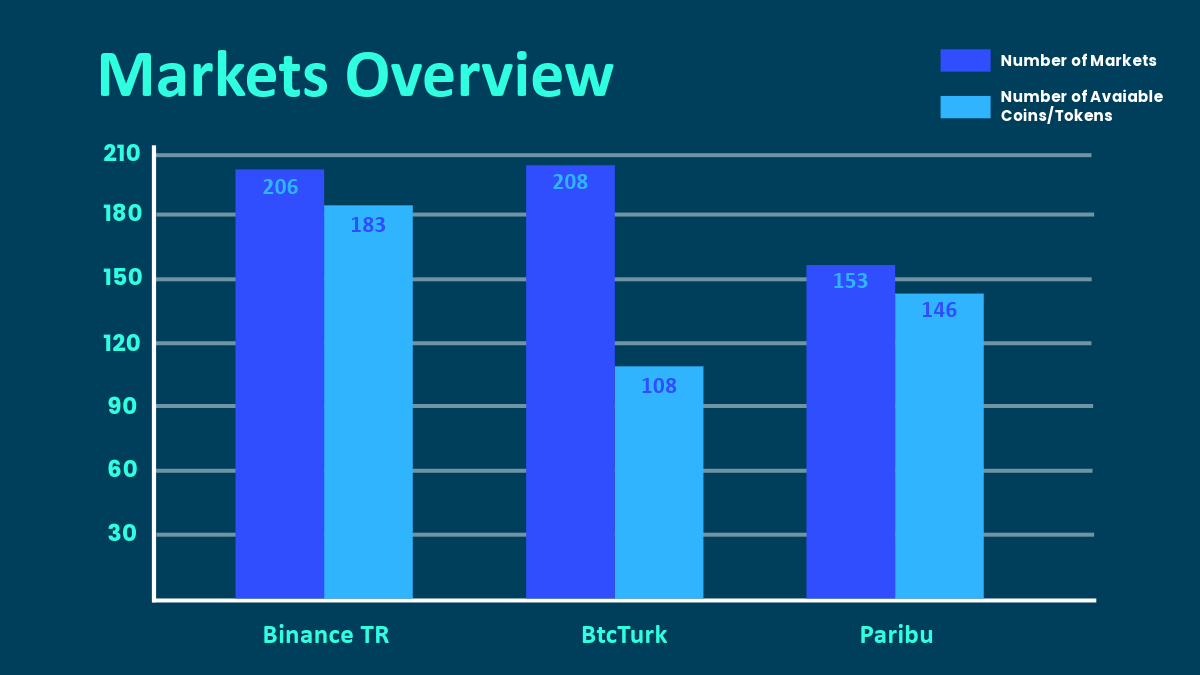 Markets Overview
Number of Markets
Number of Avaiable
Coins/Tokens
210
180
150
120
90
60
30
206
183
208
108
153
146
Binance TR
BtcTurk
Paribu